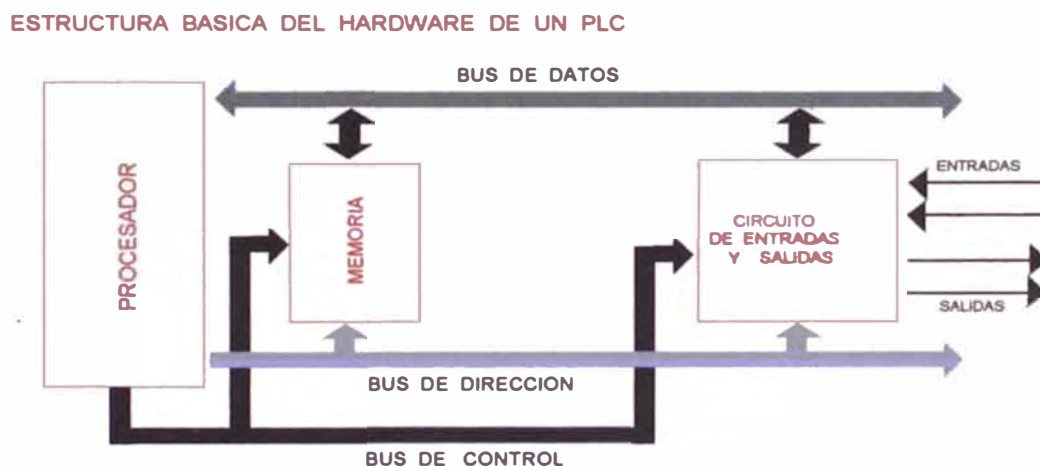 ESTRUCTURA BASICA DEL HARDWARE DE UN PLC
BUS DE DATOS
PROCESADOR
MEMORIA
CIRCUITO
DE ENTRADAS
Y SALIDAS
ENTRADAS
SALIDAS
BUS DE DIRECCION
BUS DE CONTROL